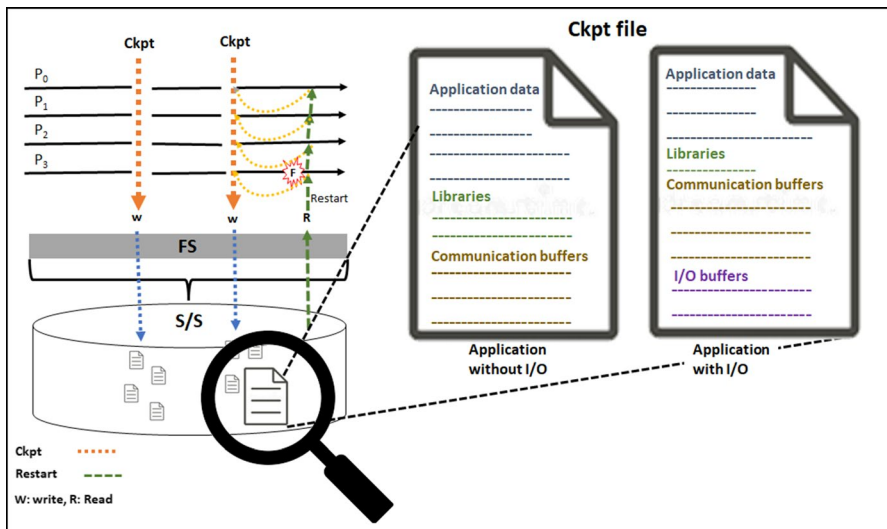 Ckpt file
Ckpt
Ckpt
P0
P1
P2
P3
F
Restart
w
w
R
FS
S/S
Ckpt
Restart
W: write, R: Read
Application data
Libraries
Communication buffers
Application
without I/O
Application data
Libraries
Communication buffers
I/O buffers
Application
with I/O